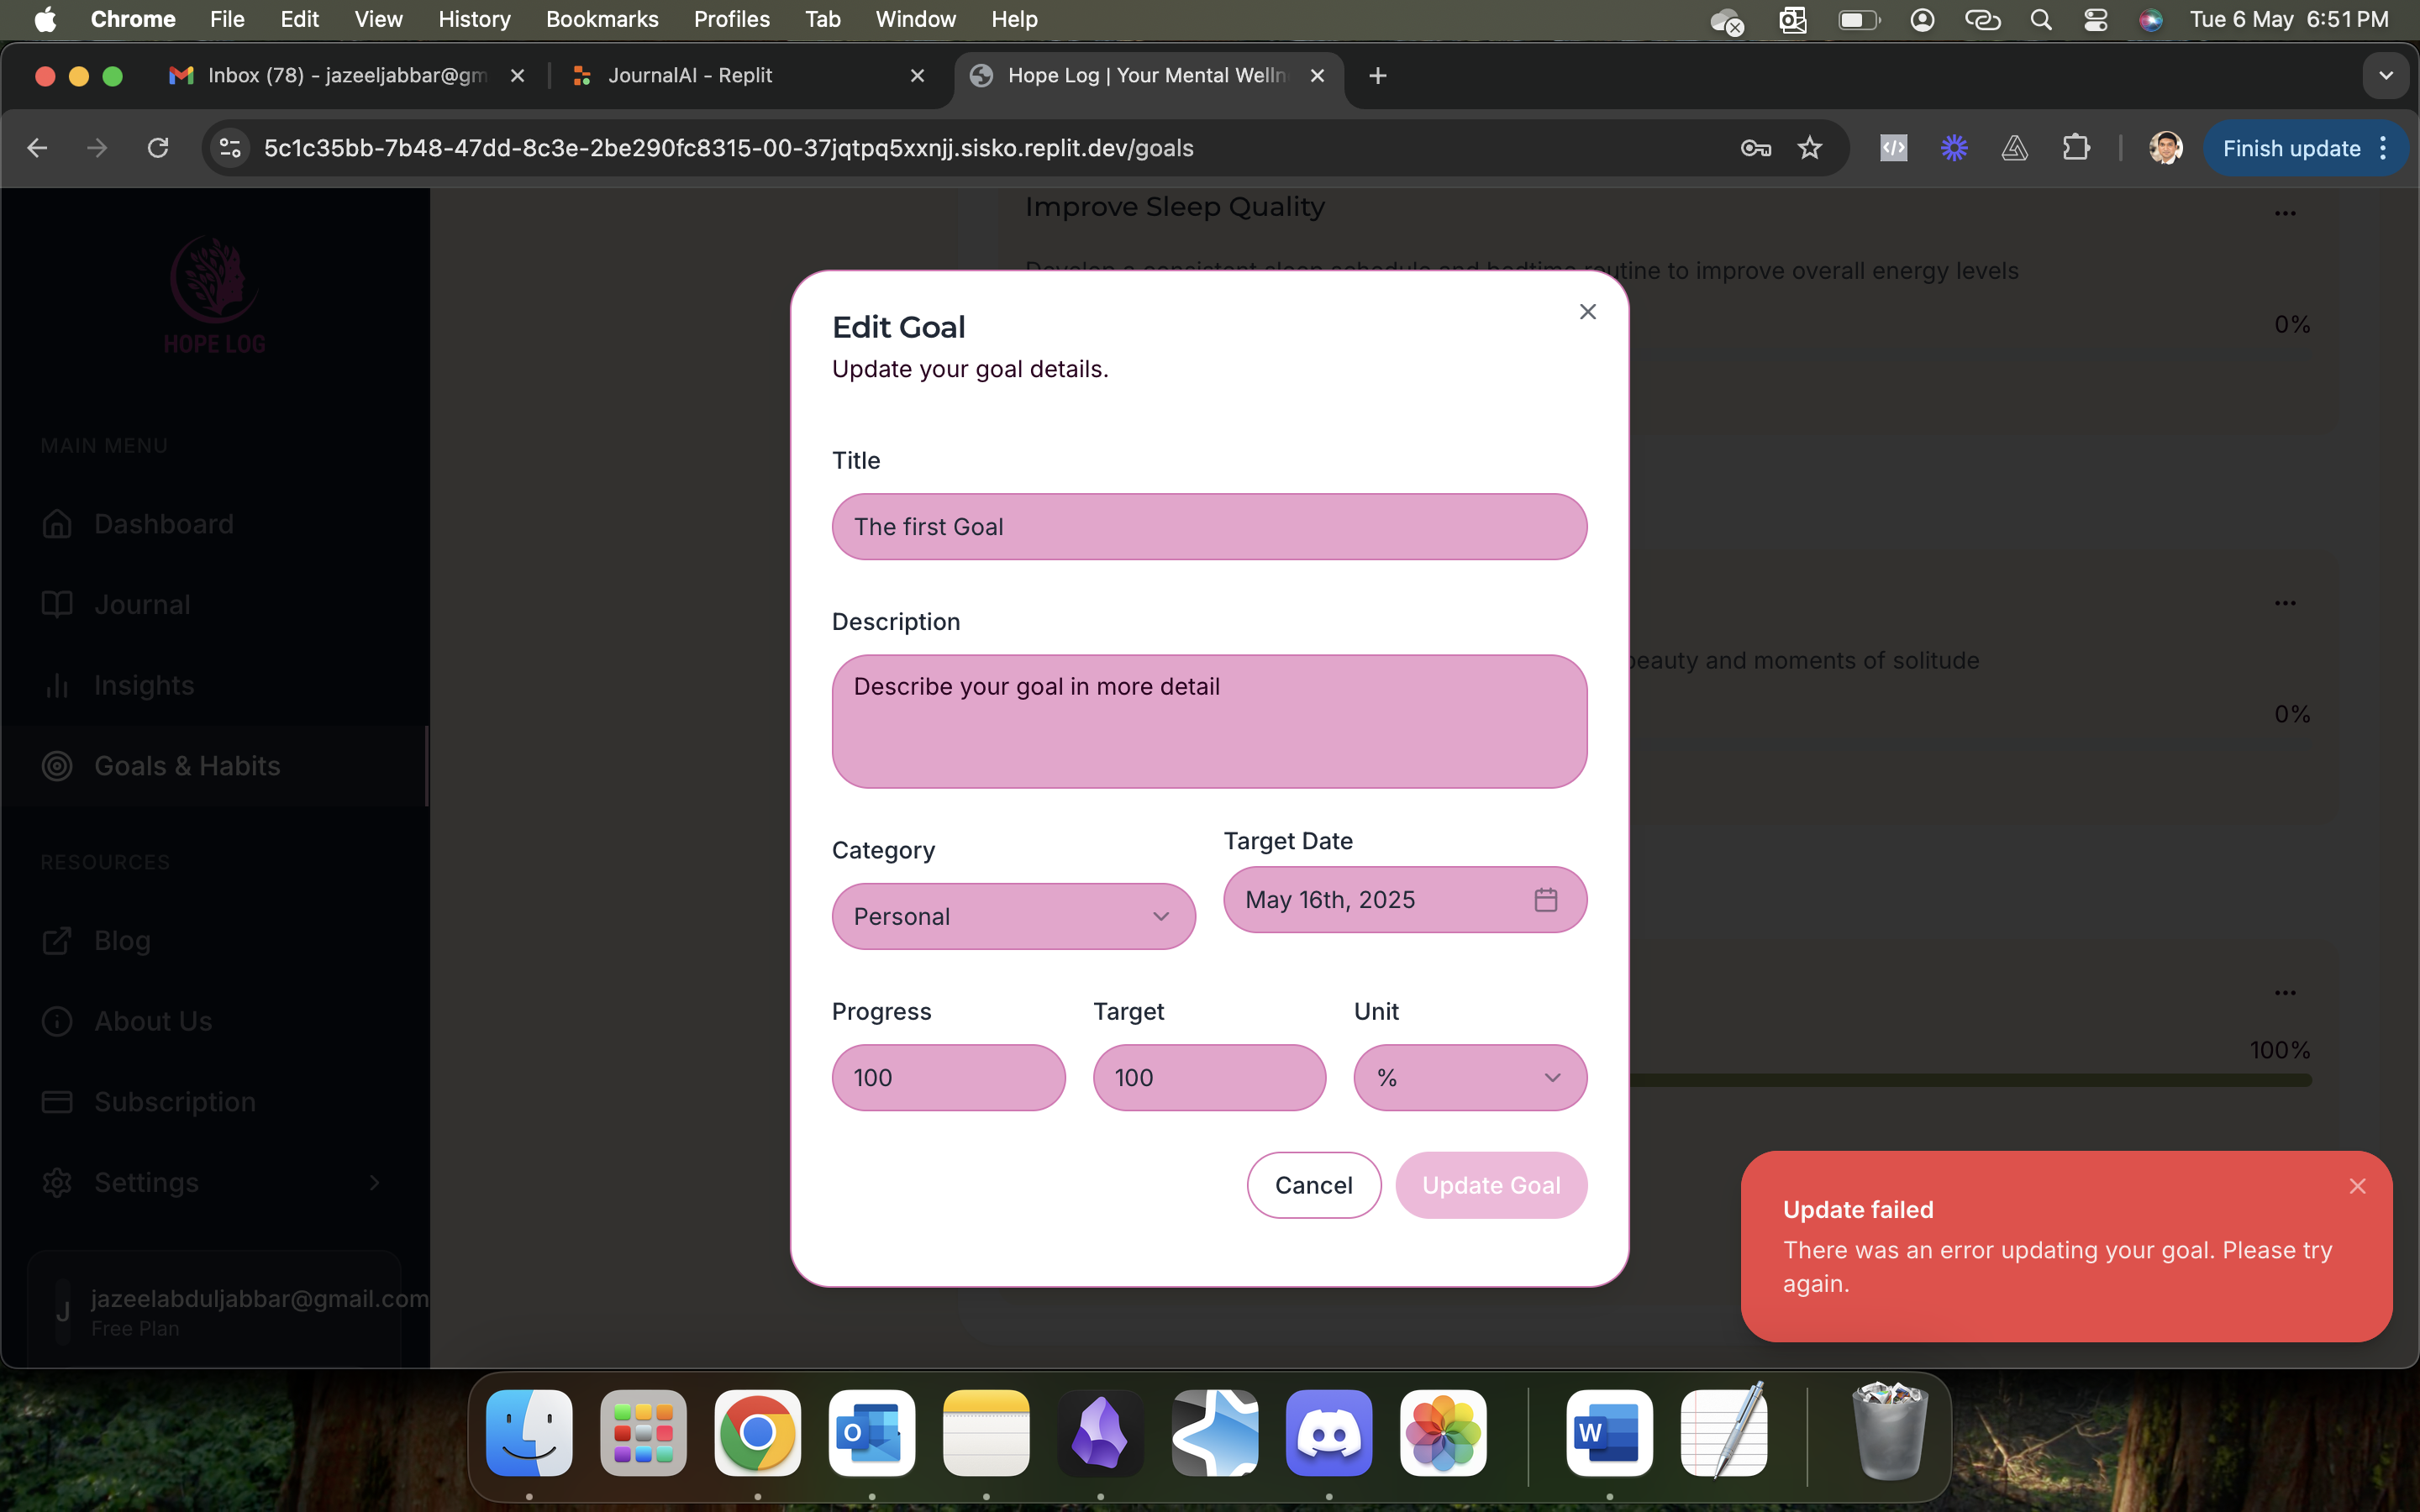 Chrome File Edit View History Bookmarks Profiles Tab Window Help
Tue 6 May 6:51 PM
Inbox (78) - jazeeljabbar@gm
JournalAI - Replit
Hope Log | Your Mental Welln
5c1c35bb-7b48-47dd-8c3e-2be290fc8315-00-37jqtpq5xxnjj.sisko.replit.dev/goals
Finish update
HOPE LOG
MAIN MENU
Dashboard
Journal
Insights
Goals & Habits
RESOURCES
Blog
About Us
Subscription
Settings
J
jazeelabduljabbar@gmail.com
Free Plan
Improve Sleep Quality
Develop a consistent sleep schedule and bedtime routine to improve overall energy levels
0%
beauty and moments of solitude
0%
100%
Edit Goal
Update your goal details.
Title
The first Goal
Description
Describe your goal in more detail
Category
Personal
Target Date
May 16th, 2025
Progress
100
Target
100
Unit
%
Cancel
Update Goal
Update failed
There was an error updating your goal. Please try
again.
O
W